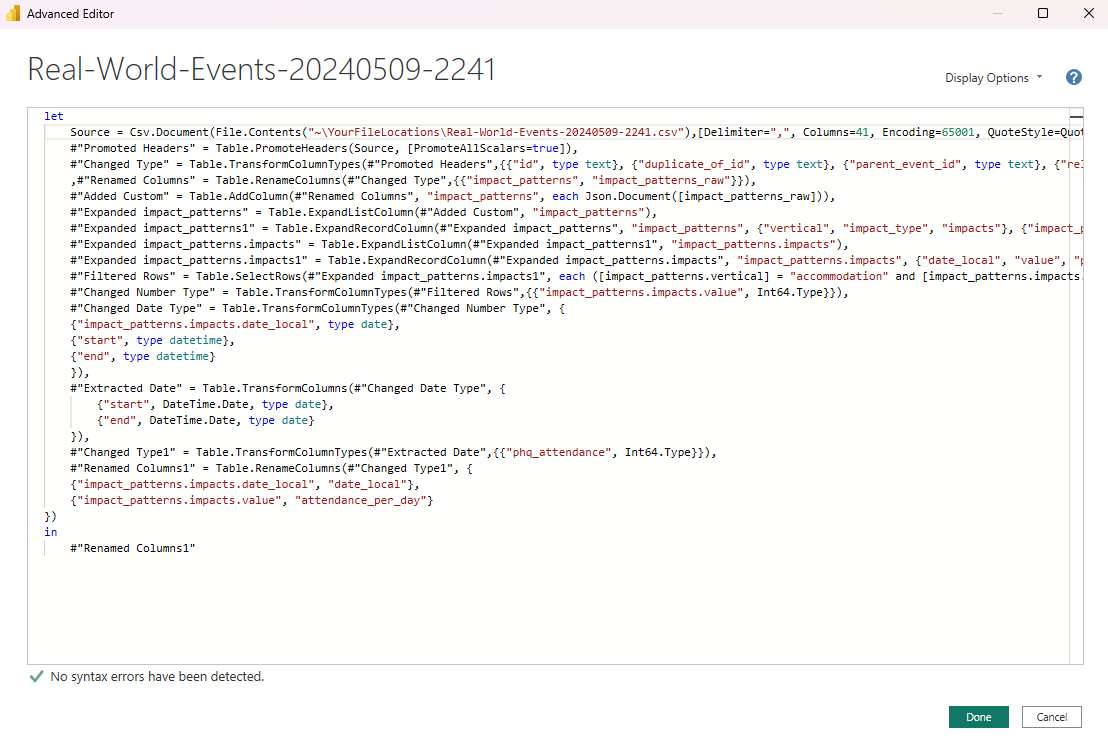 Advanced Editor
Real-World-Events-20240509-2241
Display Options
?
let
Source = Csv.Document(File.Contents("~\YourFileLocations\Real-World-Events-20240509-2241.csv"),[Delimiter=",", Columns=41, Encoding=65001, QuoteStyle=Quot
#"Promoted Headers" = Table.PromoteHeaders(Source, [PromoteAllScalars=true]),
#"Changed Type" = Table.TransformColumnTypes(#"Promoted Headers",{{"id", type text}, {"duplicate_of_id", type text}, {"parent_event_id", type text}, {"rel
,#"Renamed Columns" = Table.RenameColumns(#"Changed Type",{{"impact_patterns", "impact_patterns_raw"}}),
#"Added Custom" = Table.AddColumn(#"Renamed Columns", "impact_patterns", each Json.Document([impact_patterns_raw])),
#"Expanded impact_patterns" = Table.ExpandListColumn(#"Added Custom", "impact_patterns"),
#"Expanded impact_patterns1" = Table.ExpandRecordColumn(#"Expanded impact_patterns", "impact_patterns", {"vertical", "impact_type", "impacts"}, {"impact_p
#"Expanded impact_patterns.impacts" = Table.ExpandListColumn(#"Expanded impact_patterns1", "impact_patterns.impacts"),
#"Expanded impact_patterns.impacts1" = Table.ExpandRecordColumn(#"Expanded impact_patterns.impacts", "impact_patterns.impacts", {"date_local", "value", "p
#"Filtered Rows" = Table.SelectRows(#"Expanded impact_patterns.impacts1", each ([impact_patterns.vertical] = "accommodation" and [impact_patterns.impacts.
#"Changed Number Type" = Table.TransformColumnTypes(#"Filtered Rows",{{"impact_patterns.impacts.value", Int64.Type}}),
#"Changed Date Type" = Table.TransformColumnTypes(#"Changed Number Type", {
{"impact_patterns.impacts.date_local", type date},
{"start", type datetime},
{"end", type datetime}
}),
#"Extracted Date" = Table.TransformColumns(#"Changed Date Type", {
{"start", DateTime.Date, type date},
{"end", DateTime.Date, type date}
}),
#"Changed Type1" = Table.TransformColumnTypes(#"Extracted Date",{{"phq_attendance", Int64.Type}}),
#"Renamed Columns1" = Table.RenameColumns(#"Changed Type1", {
{"impact_patterns.impacts.date_local", "date_local"},
{"impact_patterns.impacts.value", "attendance_per_day"}
})
in
#"Renamed Columns1"
No syntax errors have been detected.
Done
Cancel